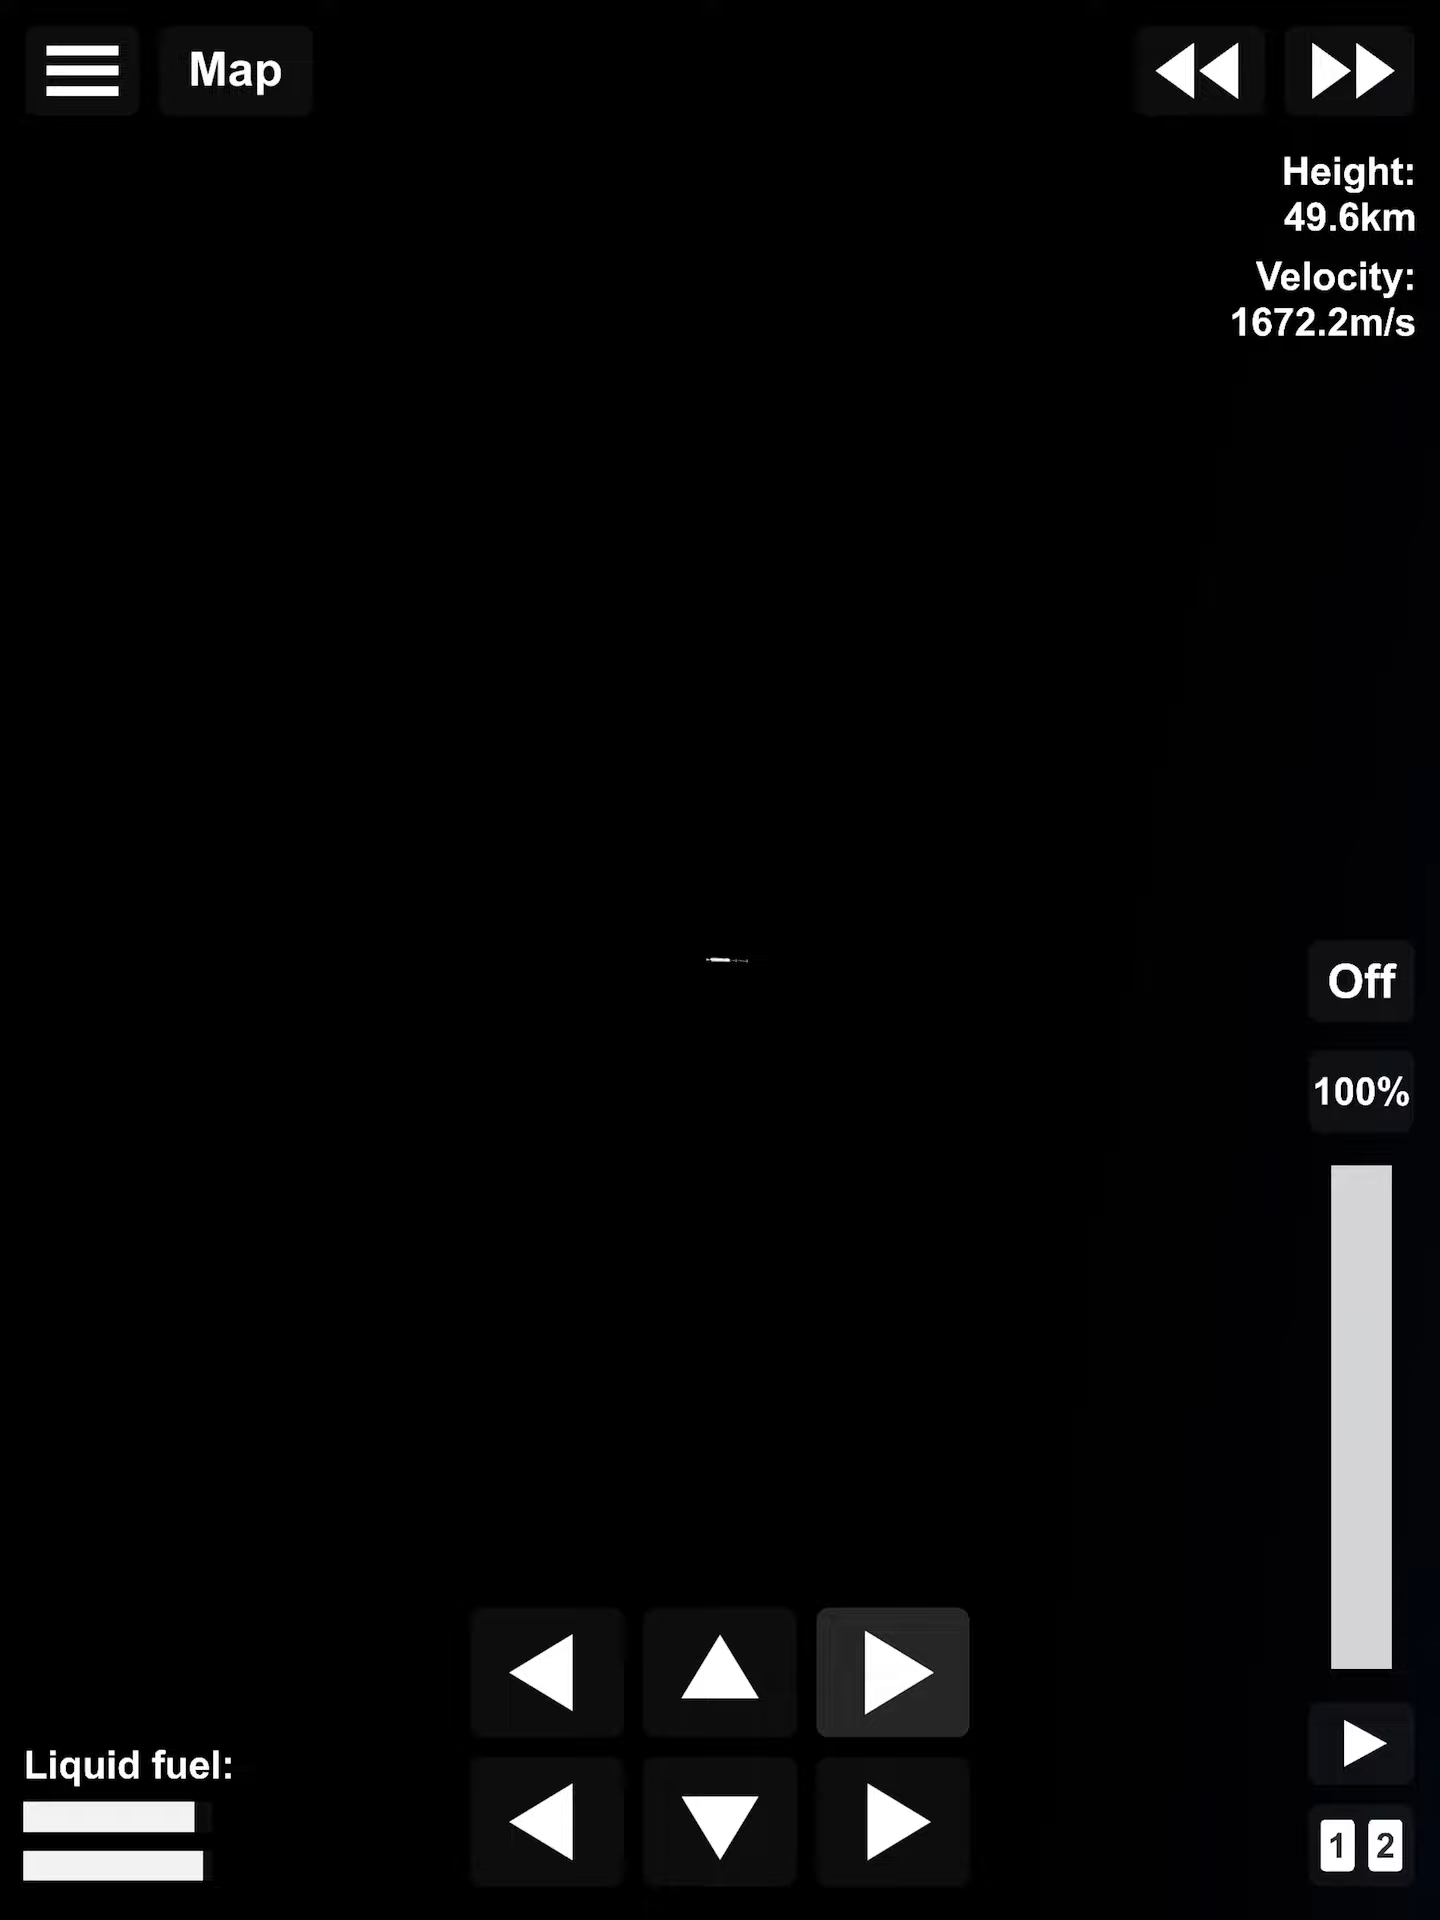 Map
Height:
49.6km
Velocity:
1672.2m/s
Off
100%
Liquid fuel:
1 2